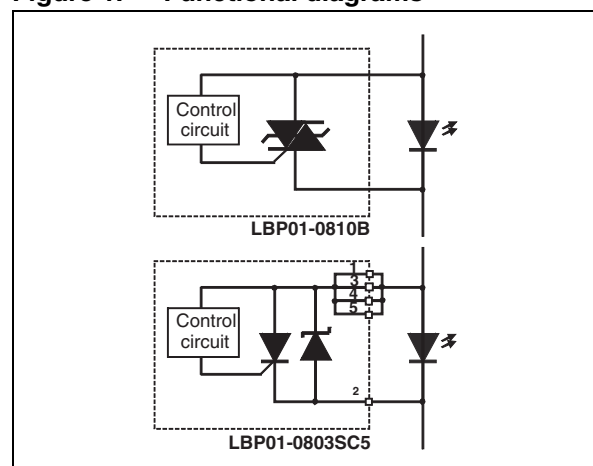 Figure 1. Functional diagrams
Control
circuit
LBP01-0810B
1
3
4
5
Control
circuit
2
LBP01-0803SC5